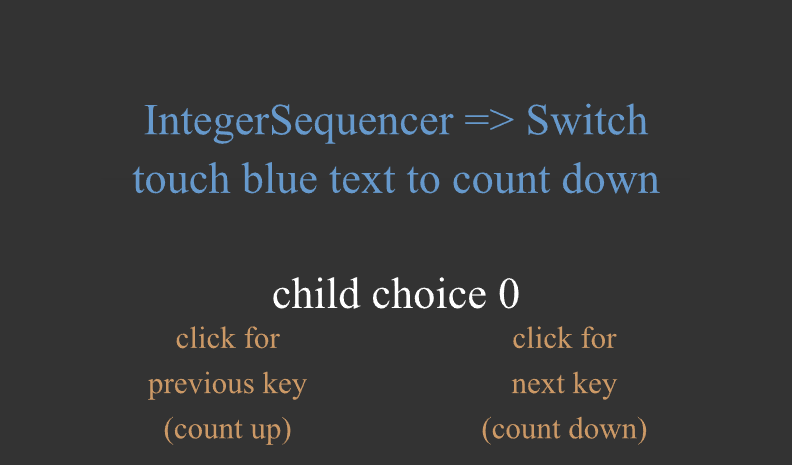 IntegerSequencer => Switch
touch blue text to count down
child choice 0
click for
previous key
(count up)
click for
next key
(count down)